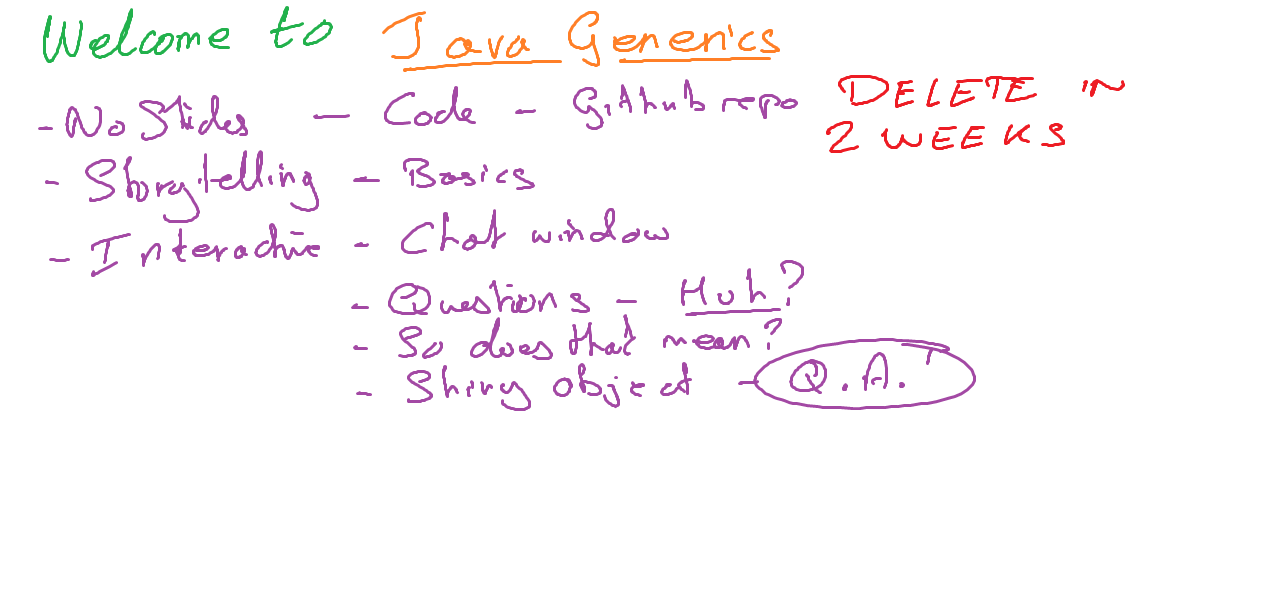 Welcome to Java Generics
- No Slides - Code - Github repo
DELETE IN
2 WEEKS
- Storytelling - Basics
- Interactive - Chat window
- Questions - Huh?
- So does that mean?
- Shiny object - Q.A.